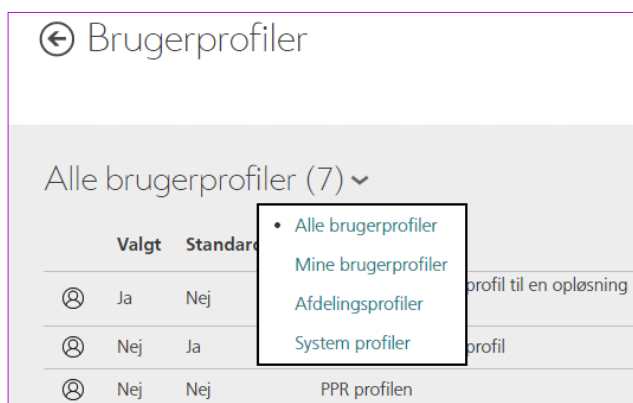 Brugerprofiler
Alle brugerprofiler (7)
• Alle brugerprofiler
Mine brugerprofiler
Afdelingsprofiler
System profiler
Valgt Standard
Ja Nej profil til en opløsning
Nej Ja profil
Nej Nej PPR profilen